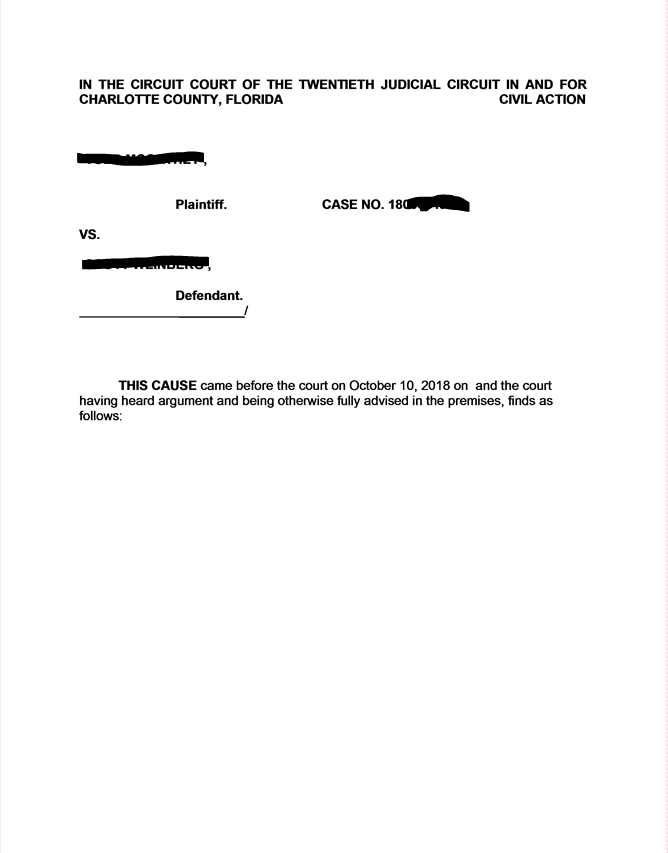 IN THE CIRCUIT COURT OF THE TWENTIETH JUDICIAL CIRCUIT IN AND FOR
CHARLOTTE COUNTY, FLORIDA CIVIL ACTION
,
Plaintiff. CASE NO. 180
VS.
,
Defendant.
/
THIS CAUSE came before the court on October 10, 2018 on and the court
having heard argument and being otherwise fully advised in the premises, finds as
follows: